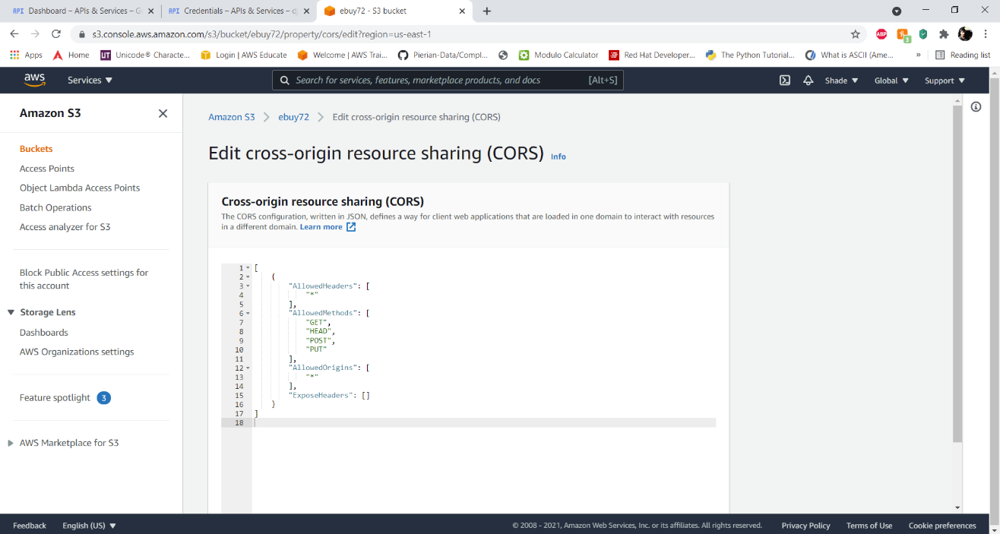 API Dashboard – APIs & Services – G
API Credentials – APIs & Services – d
ebuy72 - S3 bucket
s3.console.aws.amazon.com/s3/bucket/ebuy72/property/cors/edit?region=us-east-1
ABP
3
Apps
Home
UT Unicode® Characte...
Login | AWS Educate
Welcome | AWS Trai...
Pierian-Data/Compl...
Modulo Calculator
Red Hat Developer...
The Python Tutorial...
What is ASCII (Ame...
»
Reading list
aws
Services
Search for services, features, marketplace products, and docs
[Alt+S]
Shade
Global
Support
Amazon S3
Buckets
Access Points
Object Lambda Access Points
Batch Operations
Access analyzer for S3
Block Public Access settings for
this account
Storage Lens
Dashboards
AWS Organizations settings
Feature spotlight 3
AWS Marketplace for S3
Amazon S3 > ebuy72 > Edit cross-origin resource sharing (CORS)
Edit cross-origin resource sharing (CORS) Info
Cross-origin resource sharing (CORS)
The CORS configuration, written in JSON, defines a way for client web applications that are loaded in one domain to interact with resources
in a different domain. Learn more
1 [
2 {
3 "AllowedHeaders": [
4 "*"
5 ],
6 "AllowedMethods": [
7 "GET",
8 "HEAD",
9 "POST",
10 "PUT"
11 ],
12 "AllowedOrigins": [
13 "*"
14 ],
15 "ExposeHeaders": []
16 }
17 ]
18
Feedback
English (US)
© 2008 - 2021, Amazon Web Services, Inc. or its affiliates. All rights reserved.
Privacy Policy
Terms of Use
Cookie preferences